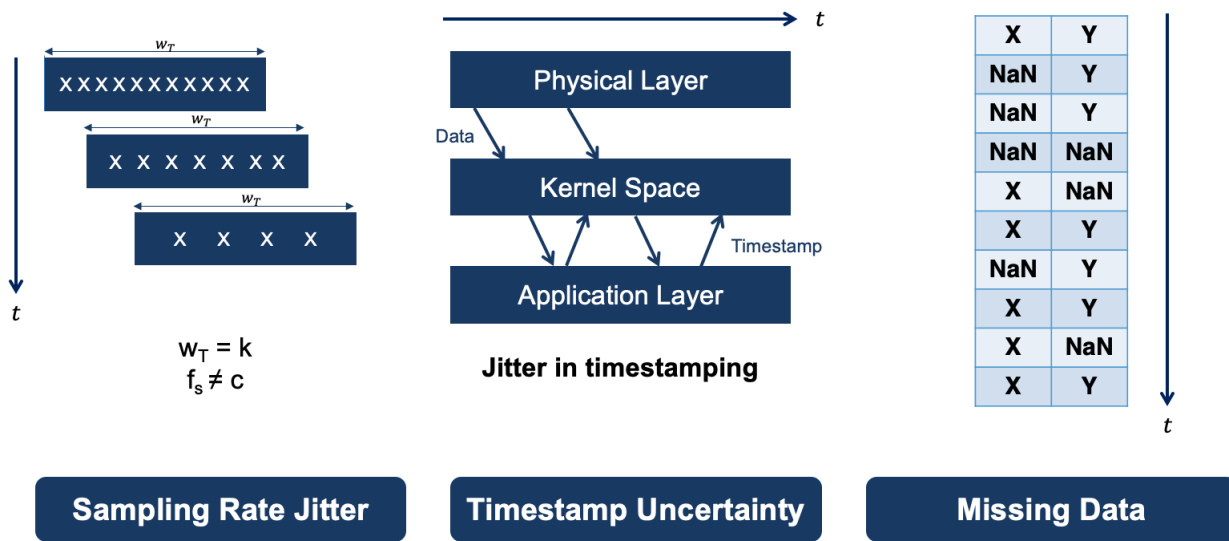 w_T
x x x x x x x x x x x
w_T
x x x x x x x
w_T
x x x x
t
w_T = k
f_s ≠ c
Sampling Rate Jitter
t
Physical Layer
Data
Kernel Space
Timestamp
Application Layer
Jitter in timestamping
Timestamp Uncertainty
X Y
NaN Y
NaN Y
NaN NaN
X NaN
X Y
NaN Y
X Y
X NaN
X Y
t
Missing Data